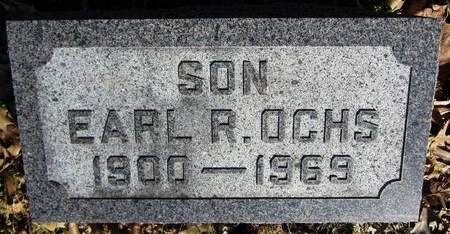 SON
EARL R. OCHS
1900 — 1969